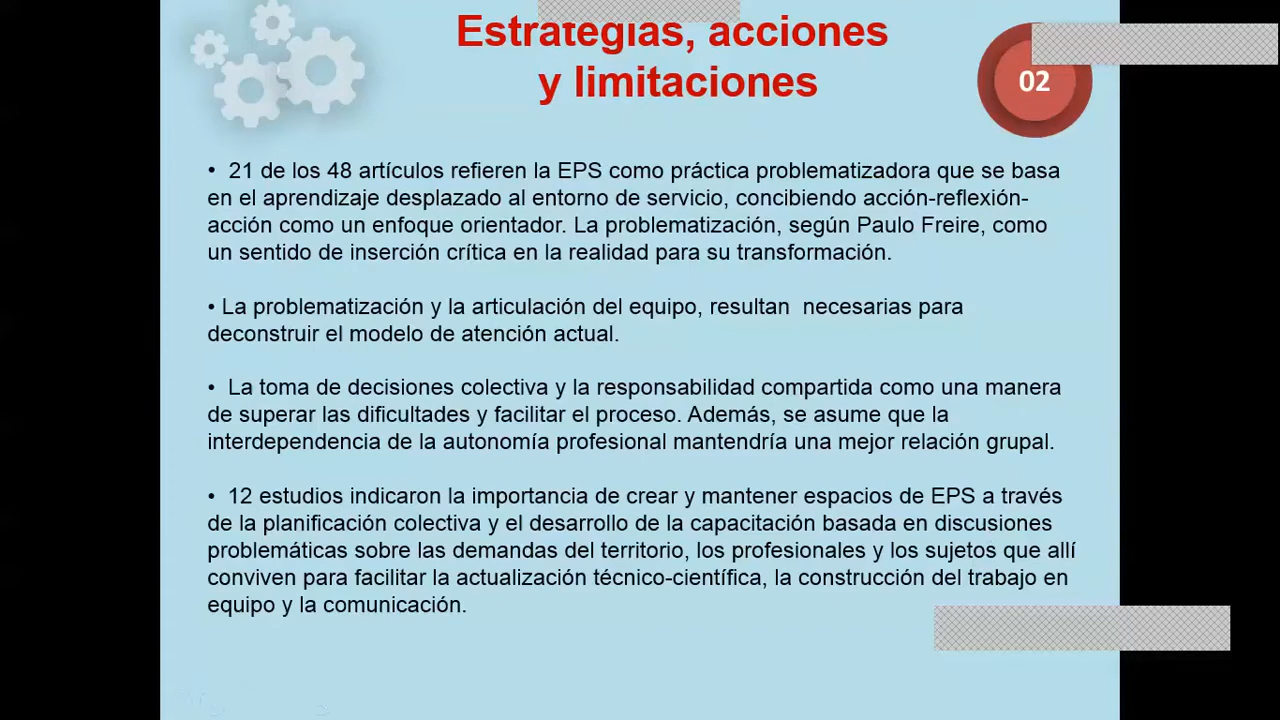 Estrategias, acciones
y limitaciones
02
• 21 de los 48 artículos refieren la EPS como práctica problematizadora que se basa
en el aprendizaje desplazado al entorno de servicio, concibiendo acción-reflexión-
acción como un enfoque orientador. La problematización, según Paulo Freire, como
un sentido de inserción crítica en la realidad para su transformación.
• La problematización y la articulación del equipo, resultan necesarias para
deconstruir el modelo de atención actual.
• La toma de decisiones colectiva y la responsabilidad compartida como una manera
de superar las dificultades y facilitar el proceso. Además, se asume que la
interdependencia de la autonomía profesional mantendría una mejor relación grupal.
• 12 estudios indicaron la importancia de crear y mantener espacios de EPS a través
de la planificación colectiva y el desarrollo de la capacitación basada en discusiones
problemáticas sobre las demandas del territorio, los profesionales y los sujetos que allí
conviven para facilitar la actualización técnico-científica, la construcción del trabajo en
equipo y la comunicación.